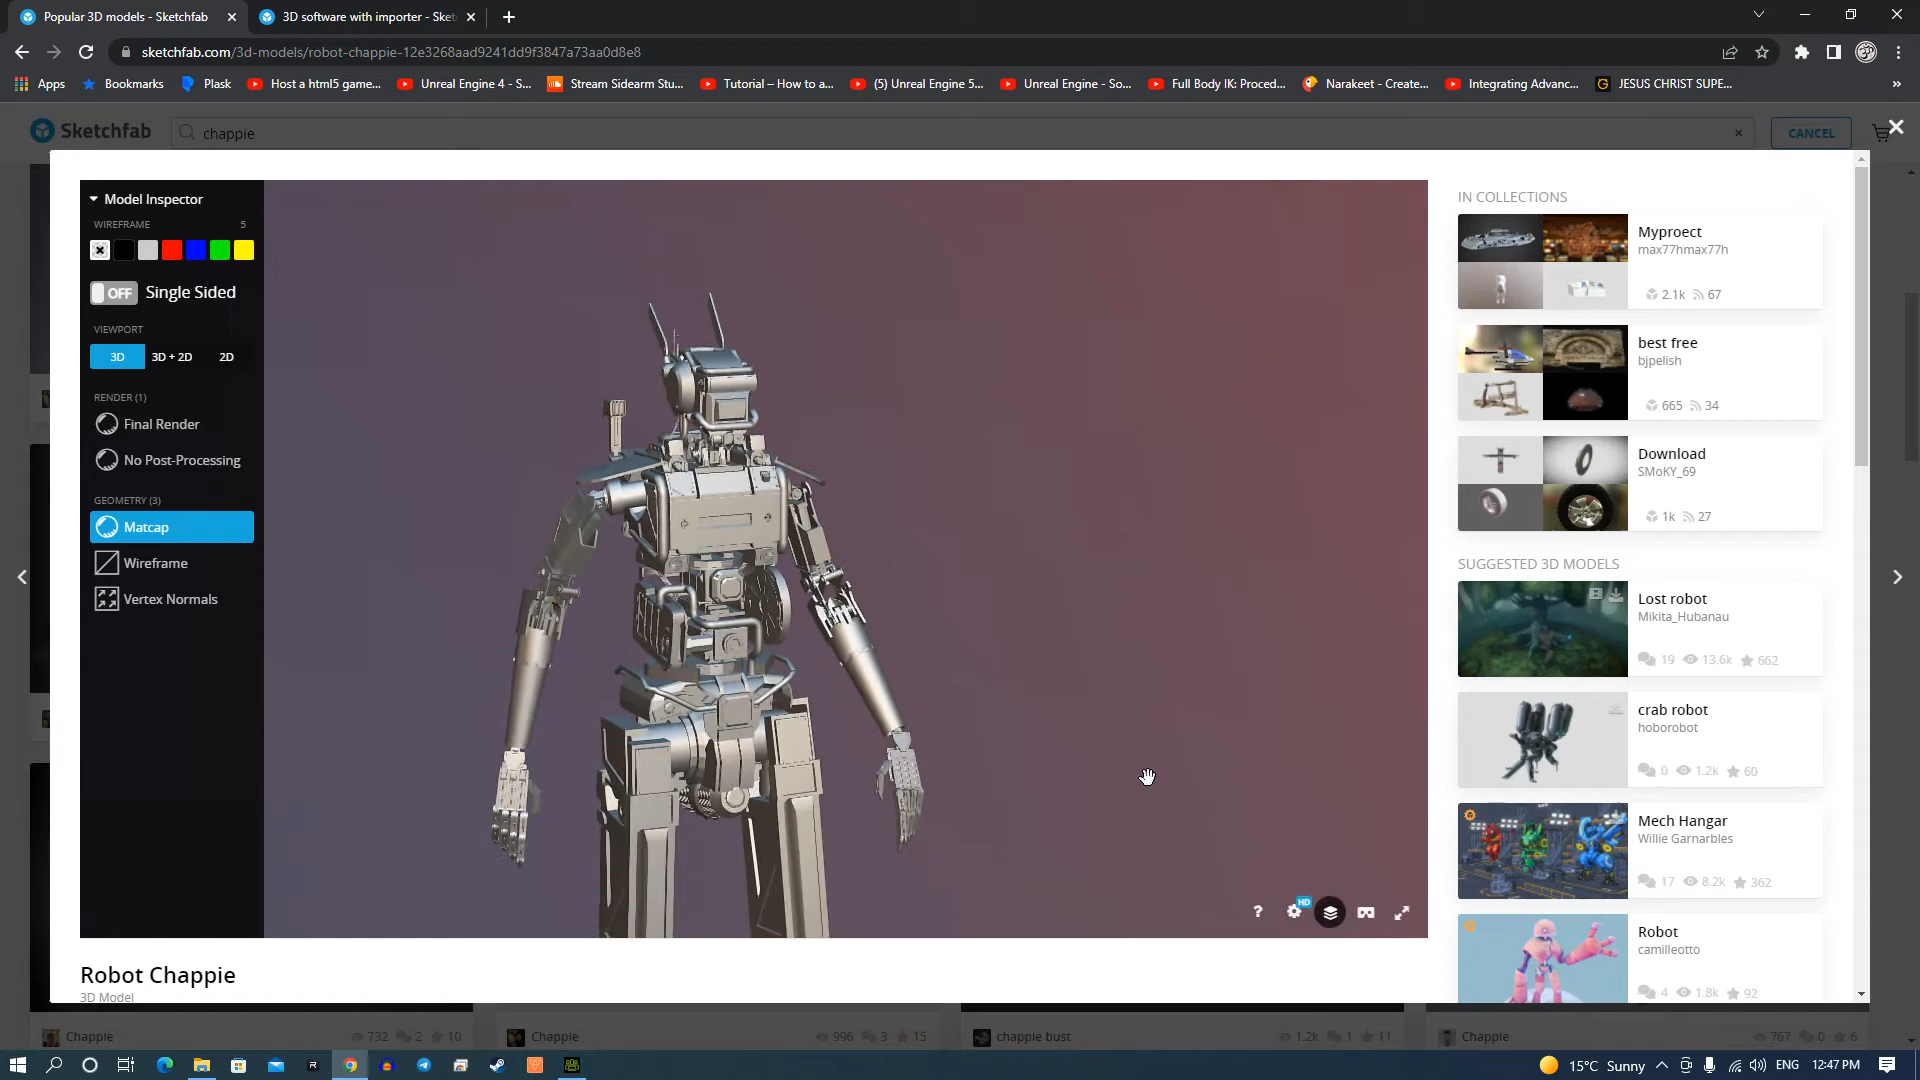 Popular 3D models - Sketchfab
3D software with importer - Sket
sketchfab.com/3d-models/robot-chappie-12e3268aad9241dd9f3847a73aa0d8e8
Apps
Bookmarks
Plask
Host a html5 game...
Unreal Engine 4 - S...
Stream Sidearm Stu...
Tutorial – How to a...
(5) Unreal Engine 5...
Unreal Engine - So...
Full Body IK: Proced...
Narakeet - Create...
Integrating Advanc...
JESUS CHRIST SUPE...
»
Sketchfab
chappie
CANCEL
Model Inspector
WIREFRAME 5
OFF Single Sided
VIEWPORT
3D 3D + 2D 2D
RENDER (1)
Final Render
No Post-Processing
GEOMETRY (3)
Matcap
Wireframe
Vertex Normals
? HD
IN COLLECTIONS
Myproect
max77hmax77h
2.1k 67
best free
bjpelish
665 34
Download
SMoKY_69
1k 27
SUGGESTED 3D MODELS
Lost robot
Mikita_Hubanau
19 13.6k 662
crab robot
hoborobot
0 1.2k 60
Mech Hangar
Willie Garnarbles
17 8.2k 362
Robot
camilleotto
4 1.8k 92
Robot Chappie
3D Model
Chappie 732 2 10
Chappie 996 3 15
chappie bust 1.2k 1 11
Chappie 767 0 6
15°C Sunny
ENG
12:47 PM